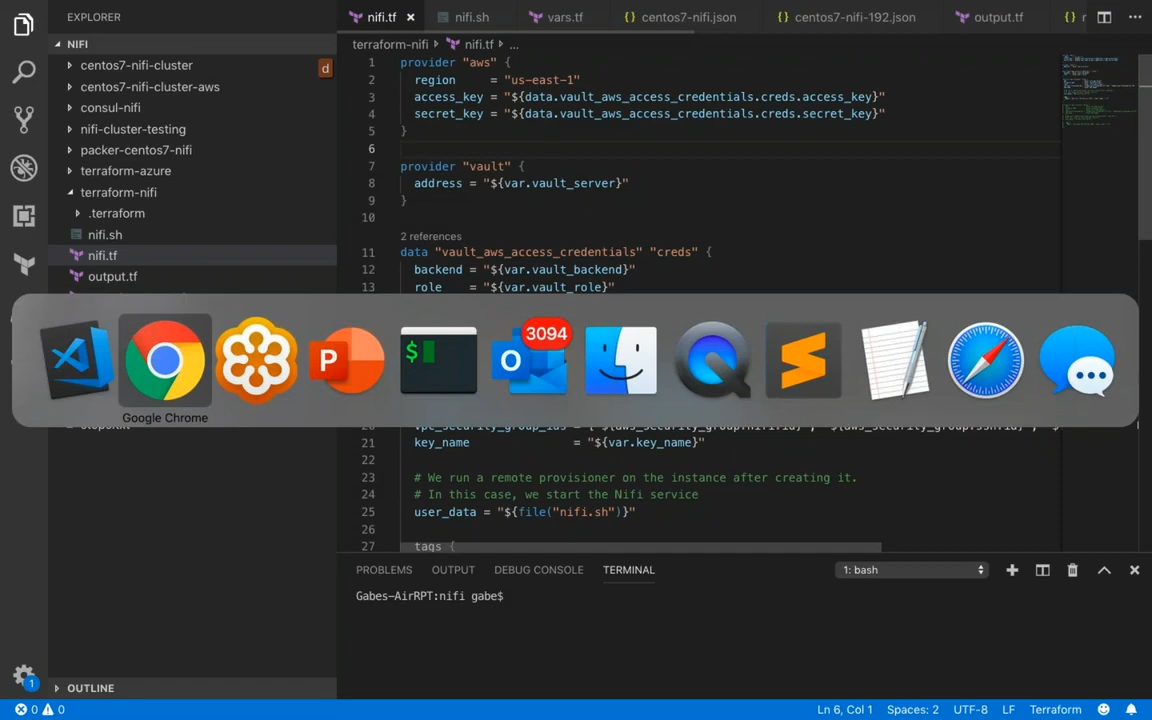 EXPLORER
nifi.tf
nifi.sh
vars.tf
centos7-nifi.json
centos7-nifi-192.json
output.tf
NIFI
centos7-nifi-cluster
d
centos7-nifi-cluster-aws
consul-nifi
nifi-cluster-testing
packer-centos7-nifi
terraform-azure
terraform-nifi
.terraform
nifi.sh
nifi.tf
output.tf
terraform-nifi nifi.tf ...
1 provider "aws" {
2 region = "us-east-1"
3 access_key = "${data.vault_aws_access_credentials.creds.access_key}"
4 secret_key = "${data.vault_aws_access_credentials.creds.secret_key}"
5 }
6
7 provider "vault" {
8 address = "${var.vault_server}"
9 }
10
2 references
11 data "vault_aws_access_credentials" "creds" {
12 backend = "${var.vault_backend}"
13 role = "${var.vault_role}"
3094
Google Chrome
21 key_name = "${var.key_name}"
22
23 # We run a remote provisioner on the instance after creating it.
24 # In this case, we start the Nifi service
25 user_data = "${file("nifi.sh")}"
26
27 tags {
PROBLEMS OUTPUT DEBUG CONSOLE TERMINAL
1: bash
Gabes-AirRPT:nifi gabe$
OUTLINE
1
0 0
Ln 6, Col 1 Spaces: 2 UTF-8 LF Terraform